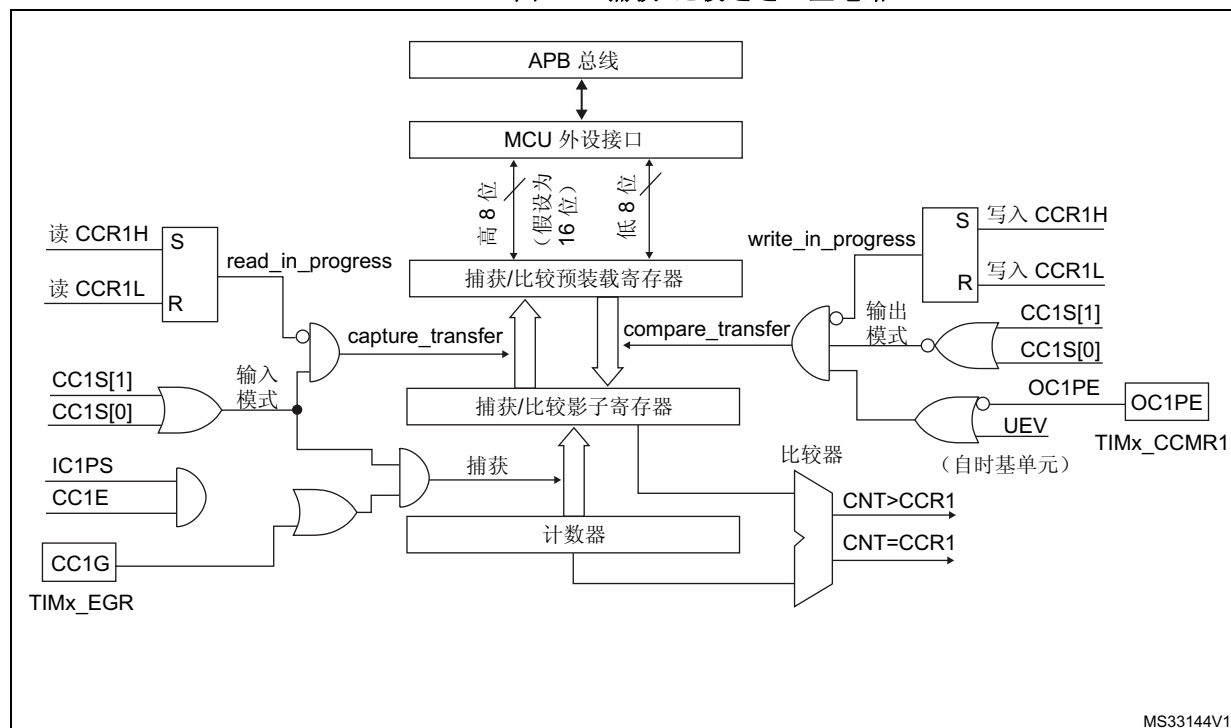 APB 总线
MCU 外设接口
高 8 位
(假设为
16 位)
低 8 位
读 CCR1H
S
read_in_progress
读 CCR1L
R
write_in_progress
S
写入 CCR1H
R
写入 CCR1L
捕获/比较预装载寄存器
capture_transfer
compare_transfer
输出
模式
CC1S[1]
CC1S[0]
CC1S[1]
CC1S[0]
输入
模式
捕获/比较影子寄存器
OC1PE
OC1PE
UEV
TIMx_CCMR1
(自时基单元)
IC1PS
CC1E
捕获
比较器
计数器
CNT>CCR1
CNT=CCR1
CC1G
TIMx_EGR
MS33144V1